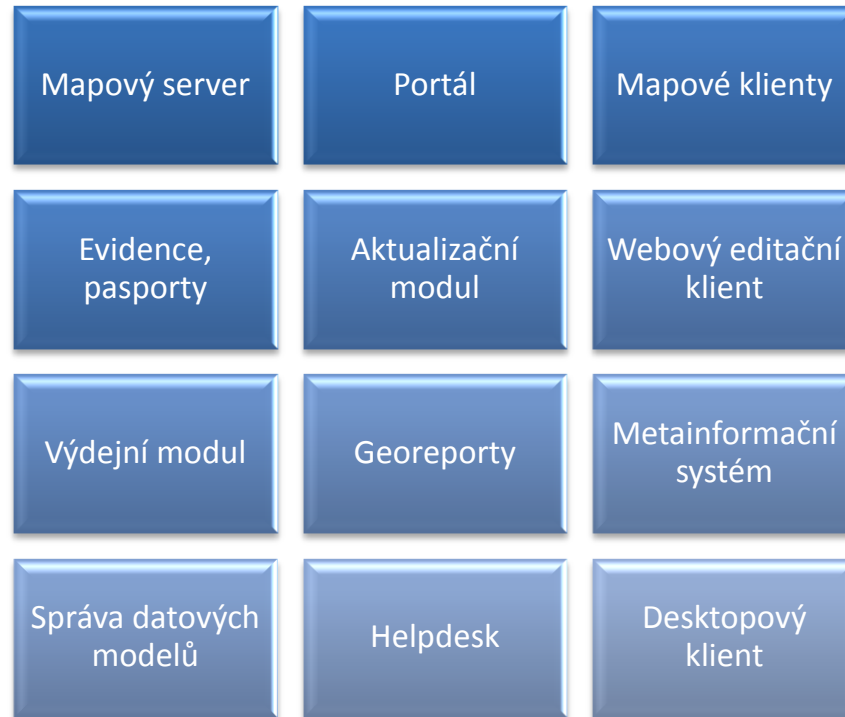 Mapový server
Portál
Mapové klienty
Evidence,
pasporty
Aktualizační
modul
Webový editační
klient
Výdejní modul
Georeporty
Metainformační
systém
Správa datových
modelů
Helpdesk
Desktopový
klient